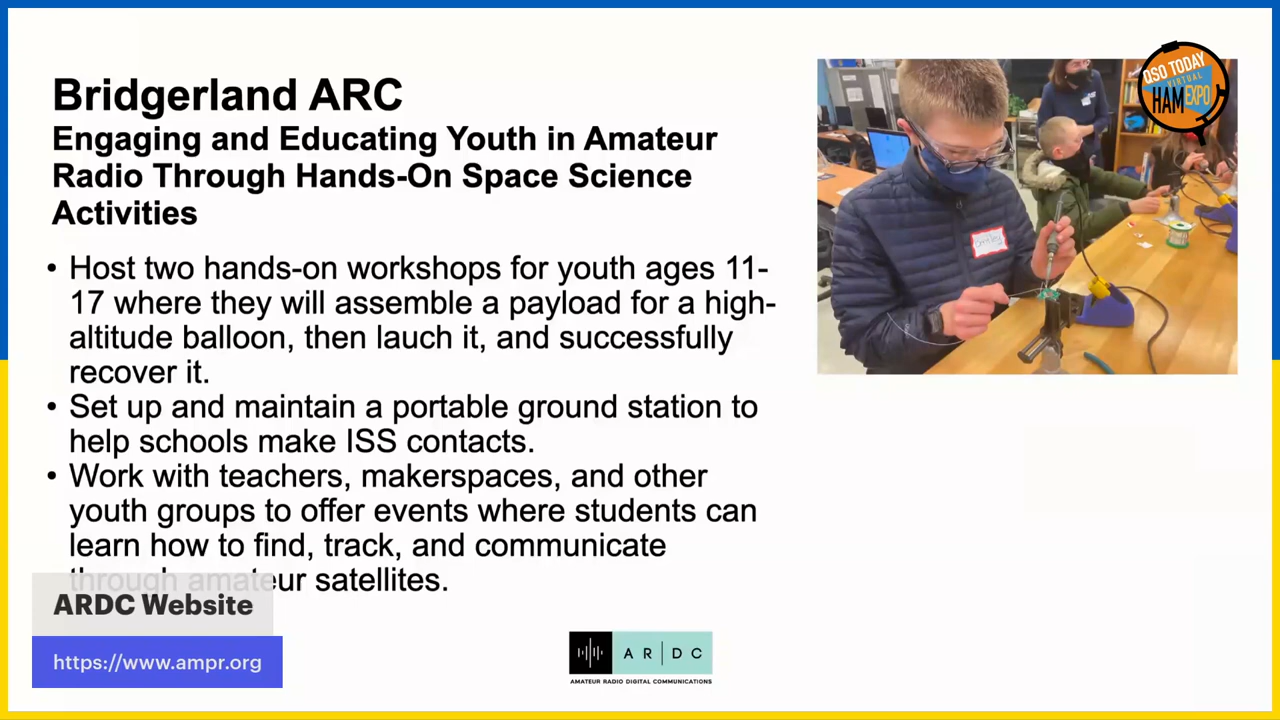 Bridgerland ARC
Engaging and Educating Youth in Amateur
Radio Through Hands-On Space Science
Activities
• Host two hands-on workshops for youth ages 11-
17 where they will assemble a payload for a high-
altitude balloon, then lauch it, and successfully
recover it.
• Set up and maintain a portable ground station to
help schools make ISS contacts.
• Work with teachers, makerspaces, and other
youth groups to offer events where students can
learn how to find, track, and communicate
through amateur satellites.
QSO TODAY
VIRTUAL
HAM EXPO
ARDC Website
https://www.ampr.org
AR|DC
AMATEUR RADIO DIGITAL COMMUNICATIONS